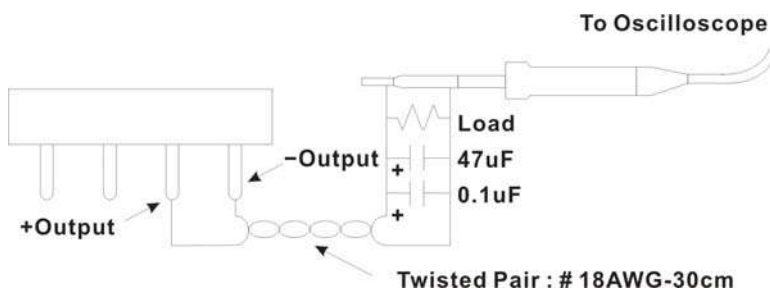 To Oscilloscope
Load
−Output
+
47uF
0.1uF
+
+Output
Twisted Pair : # 18AWG-30cm